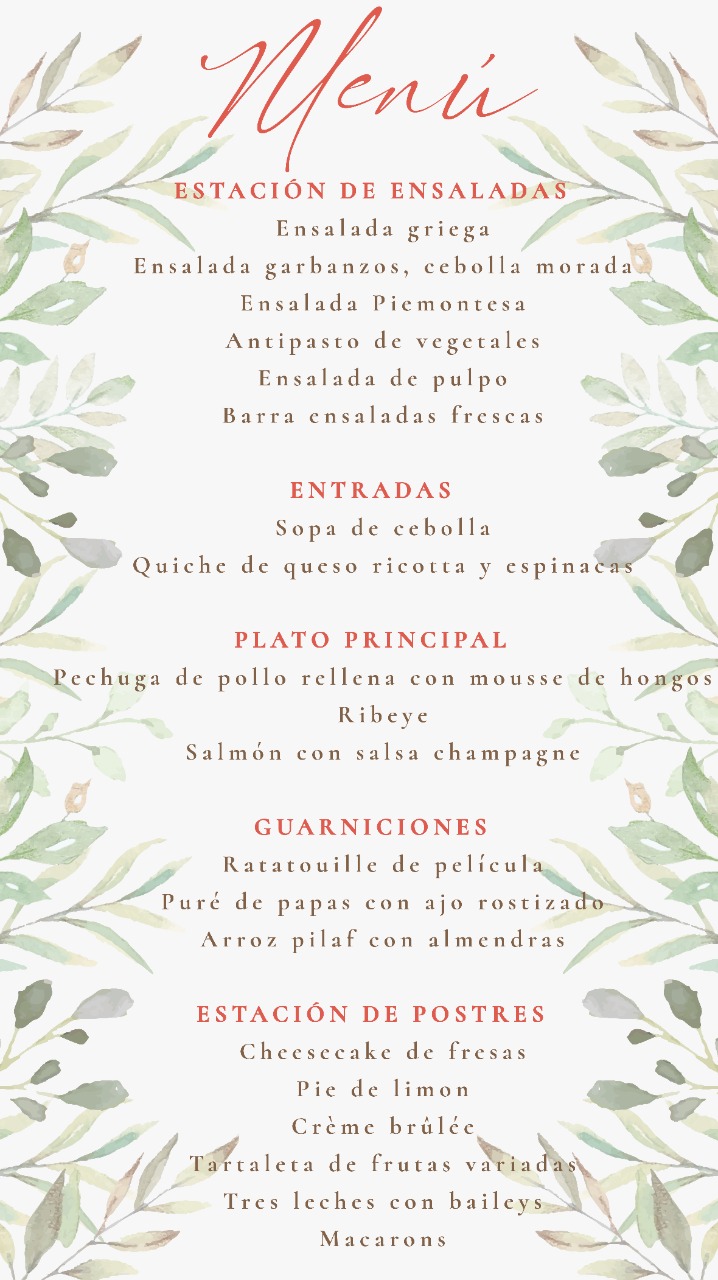 Menú
ESTACIÓN DE ENSALADAS
Ensalada griega
Ensalada garbanzos, cebolla morada
Ensalada Piemontesa
Antipasto de vegetales
Ensalada de pulpo
Barra ensaladas frescas
ENTRADAS
Sopa de cebolla
Quiche de queso ricotta y espinacas
PLATO PRINCIPAL
Pechuga de pollo rellena con mousse de hongos
Ribeye
Salmón con salsa champagne
GUARNICIONES
Ratatouille de película
Puré de papas con ajo rostizado
Arroz pilaf con almendras
ESTACIÓN DE POSTRES
Cheesecake de fresas
Pie de limon
Crème brûlée
Tartaleta de frutas variadas
Tres leches con baileys
Macarons